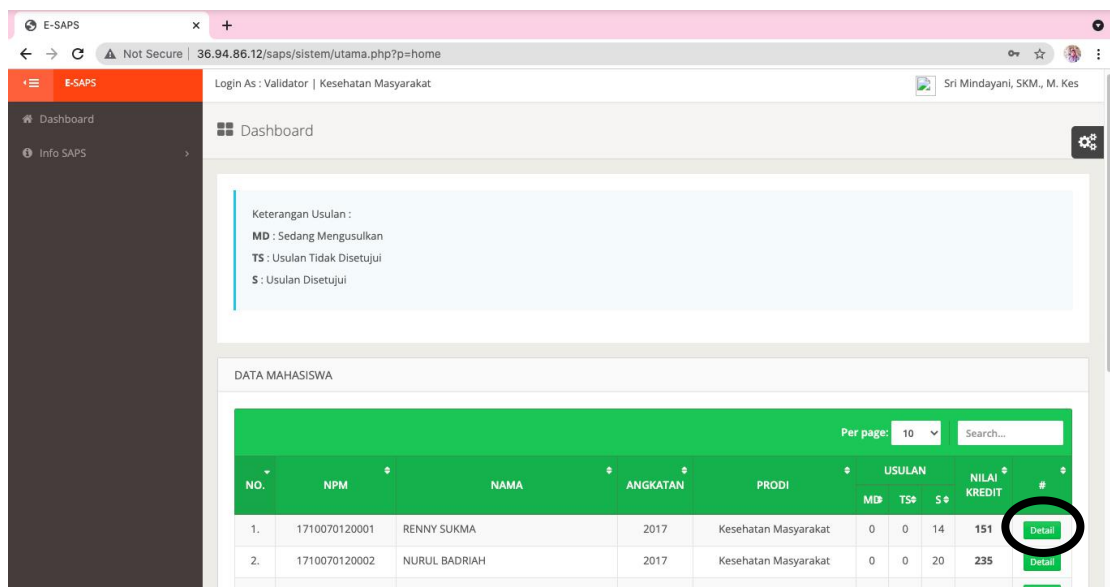 E-SAPS
Not Secure | 36.94.86.12/saps/sistem/utama.php?p=home
E-SAPS
Login As : Validator | Kesehatan Masyarakat
Sri Mindayani, SKM., M. Kes
Dashboard
Info SAPS
Dashboard
Keterangan Usulan :
MD : Sedang Mengusulkan
TS : Usulan Tidak Disetujui
S : Usulan Disetujui
DATA MAHASISWA
Per page: 10 Search...
NO. NPM NAMA ANGKATAN PRODI USULAN NILAI KREDIT #
MD TS S
1. 1710070120001 RENNY SUKMA 2017 Kesehatan Masyarakat 0 0 14 151 Detail
2. 1710070120002 NURUL BADRIAH 2017 Kesehatan Masyarakat 0 0 20 235 Detail